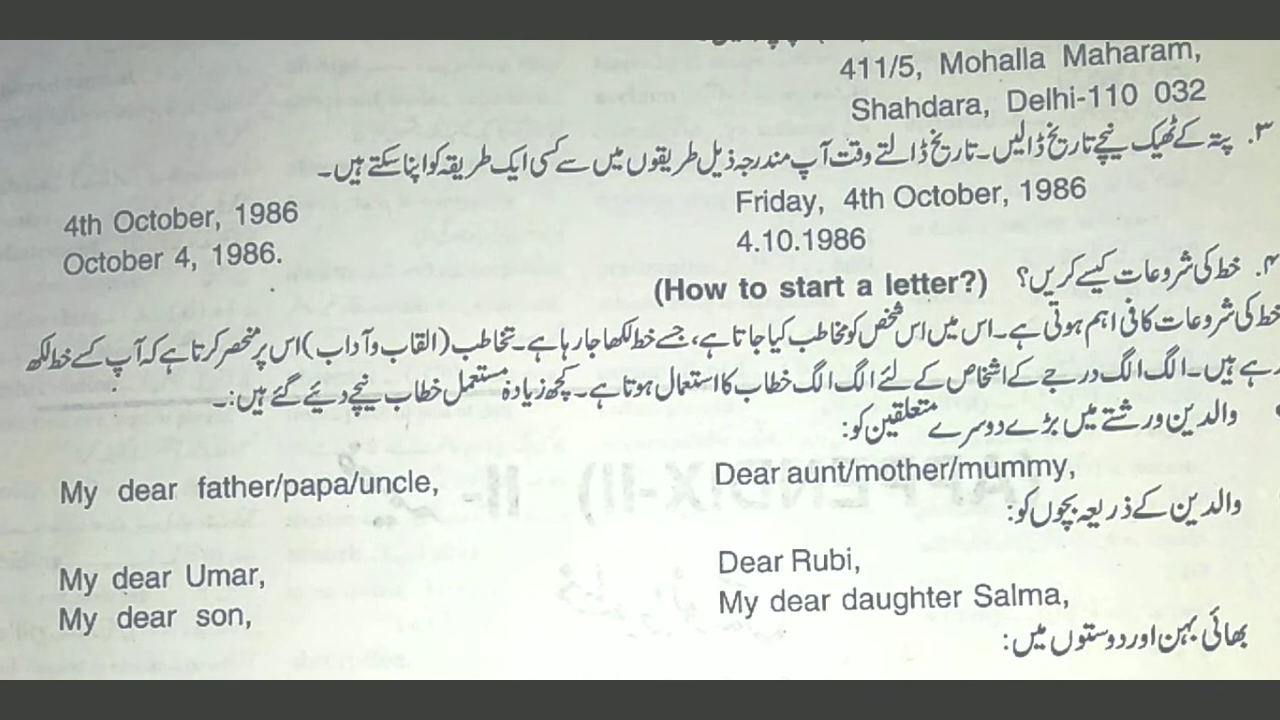 411/5, Mohalla Maharam,
Shahdara, Delhi-110 032
۳. پتہ کے ٹھیک نیچے تاریخ ڈالیں۔ تاریخ ڈالتے وقت آپ مندرجہ ذیل طریقوں میں سے کسی ایک طریقہ کو اپنا سکتے ہیں۔
4th October, 1986 Friday, 4th October, 1986
October 4, 1986. 4.10.1986
۴. خط کی شروعات کیسے کریں؟ (How to start a letter?)
خط کی شروعات کافی اہم ہوتی ہے۔ اس میں اس شخص کو مخاطب کیا جاتا ہے، جسے خط لکھا جارہا ہے۔ تخاطب (القاب و آداب) اس پر منحصر کرتا ہے کہ آپ کے خط لکھ
رہے ہیں۔ الگ الگ درجے کے اشخاص کے لئے الگ الگ خطاب کا استعمال ہوتا ہے۔ کچھ زیادہ مستعمل خطاب نیچے دیئے گئے ہیں:۔
والدین و رشتے میں بڑے دوسرے متعلقین کو:
My dear father/papa/uncle, Dear aunt/mother/mummy,
والدین کے ذریعہ بچوں کو:
My dear Umar, Dear Rubi,
My dear son, My dear daughter Salma,
بھائی بہن اور دوستوں میں: